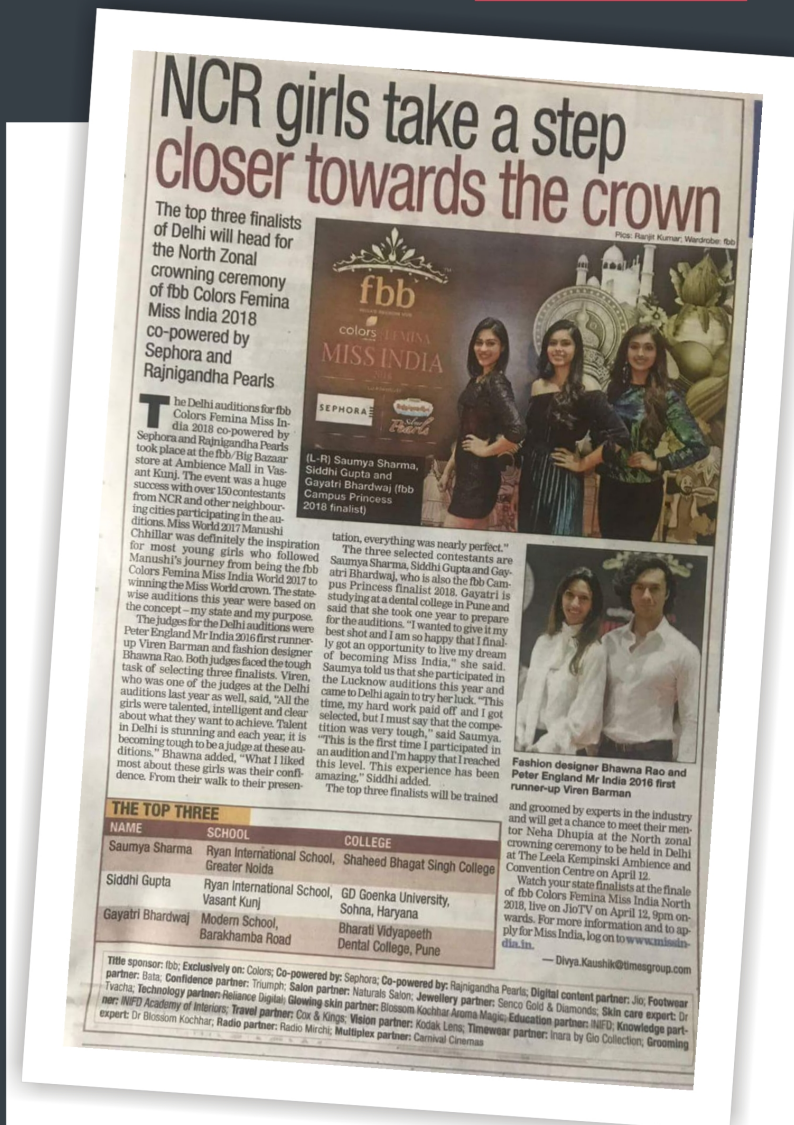 NCR girls take a step
closer towards the crown
Pics: Ranjit Kumar; Wardrobe: fbb
The top three finalists
of Delhi will head for
the North Zonal
crowning ceremony
of fbb Colors Femina
Miss India 2018
co-powered by
Sephora and
Rajnigandha Pearls
fbb
colors FEMINA
MISS INDIA
2018
SEPHORA
Pearls
(L-R) Saumya Sharma,
Siddhi Gupta and
Gayatri Bhardwaj (fbb
Campus Princess
2018 finalist)
The Delhi auditions for fbb
Colors Femina Miss In-
dia 2018 co-powered by
Sephora and Rajnigandha Pearls
took place at the fbb/Big Bazaar
store at Ambience Mall in Vas-
ant Kunj. The event was a huge
success with over 150 contestants
from NCR and other neighbour-
ing cities participating in the au-
ditions. Miss World 2017 Manushi
Chhillar was definitely the inspiration
for most young girls who followed
Manushi's journey from being the fbb
Colors Femina Miss India World 2017 to
winning the Miss World crown. The state-
wise auditions this year were based on
the concept – my state and my purpose.
The judges for the Delhi auditions were
Peter England Mr India 2016 first runner-
up Viren Barman and fashion designer
Bhawna Rao. Both judges faced the tough
task of selecting three finalists. Viren,
who was one of the judges at the Delhi
auditions last year as well, said, "All the
girls were talented, intelligent and clear
about what they want to achieve. Talent
in Delhi is stunning and each year, it is
becoming tough to be a judge at these au-
ditions." Bhawna added, "What I liked
most about these girls was their confi-
dence. From their walk to their presen-
tation, everything was nearly perfect."
The three selected contestants are
Saumya Sharma, Siddhi Gupta and Gay-
atri Bhardwaj, who is also the fbb Cam-
pus Princess finalist 2018. Gayatri is
studying at a dental college in Pune and
said that she took one year to prepare
for the auditions. "I wanted to give it my
best shot and I am so happy that I final-
ly got an opportunity to live my dream
of becoming Miss India," she said.
Saumya told us that she participated in
the Lucknow auditions this year and
came to Delhi again to try her luck. "This
time, my hard work paid off and I got
selected, but I must say that the compe-
tition was very tough," said Saumya.
"This is the first time I participated in
an audition and I'm happy that I reached
this level. This experience has been
amazing," Siddhi added.
The top three finalists will be trained
Fashion designer Bhawna Rao and
Peter England Mr India 2016 first
runner-up Viren Barman
and groomed by experts in the industry
and will get a chance to meet their men-
tor Neha Dhupia at the North zonal
crowning ceremony to be held in Delhi
at The Leela Kempinski Ambience and
Convention Centre on April 12.
Watch your state finalists at the finale
of fbb Colors Femina Miss India North
2018, live on JioTV on April 12, 9pm on-
wards. For more information and to ap-
ply for Miss India, log on to www.missin-
dia.in.
— Divya.Kaushik@timesgroup.com
THE TOP THREE
NAME SCHOOL COLLEGE
Saumya Sharma Ryan International School, Shaheed Bhagat Singh College
Greater Noida
Siddhi Gupta Ryan International School, GD Goenka University,
Vasant Kunj Sohna, Haryana
Gayatri Bhardwaj Modern School, Bharati Vidyapeeth
Barakhamba Road Dental College, Pune
Title sponsor: fbb; Exclusively on: Colors; Co-powered by: Sephora; Co-powered by: Rajnigandha Pearls; Digital content partner: Jio, Footwear
partner: Bata; Confidence partner: Triumph; Salon partner: Naturals Salon; Jewellery partner: Senco Gold & Diamonds; Skin care expert: Dr
Tvacha; Technology partner: Reliance Digital; Glowing skin partner: Blossom Kochhar Aroma Magic; Education partner: INIFD; Knowledge part-
ner: INIFD Academy of Interiors; Travel partner: Cox & Kings; Vision partner: Kodak Lens; Timewear partner: Inara by Gio Collection; Grooming
expert: Dr Blossom Kochhar; Radio partner: Radio Mirchi; Multiplex partner: Carnival Cinemas